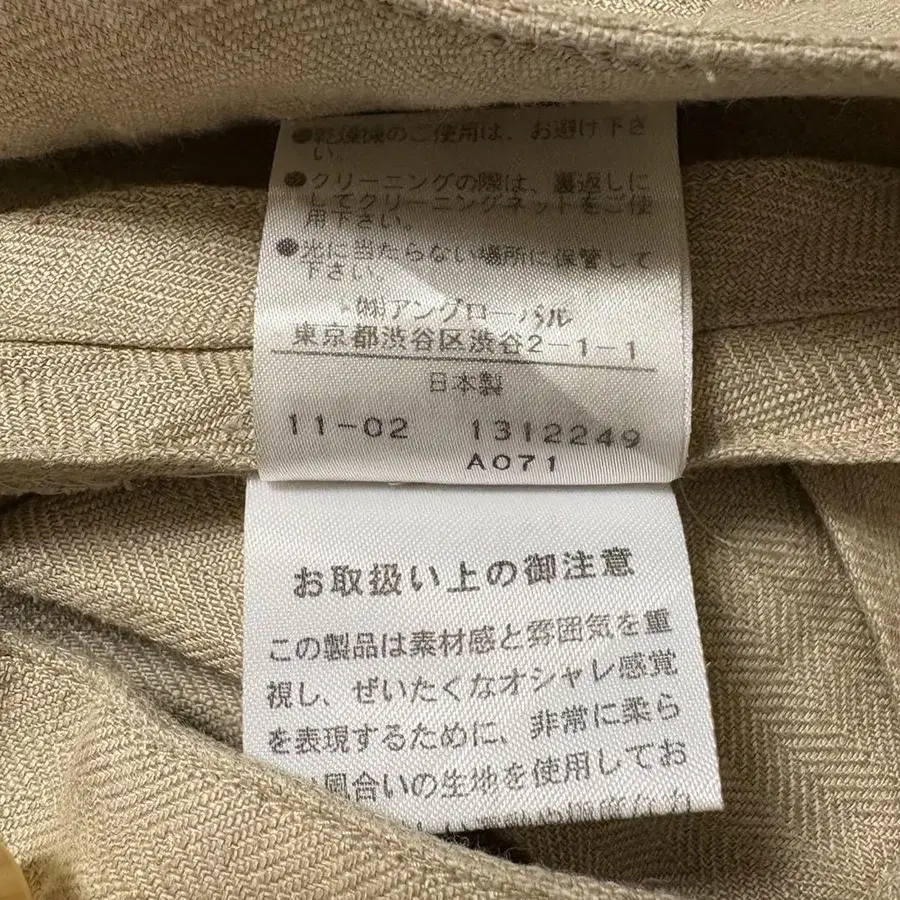 ●乾燥機のご使用は、お避け下さ
い。
●クリーニングの際は、裏返しに
してクリーニングネットをご使
用下さい。
●光に当たらない場所に保管して
下さい。
㈱アングローバル
東京都渋谷区渋谷2-1-1
日本製
11-02 1312249
A071
お取扱い上の御注意
この製品は素材感と雰囲気を重
視し、ぜいたくなオシャレ感覚
を表現するために、非常に柔ら
風合いの生地を使用してお